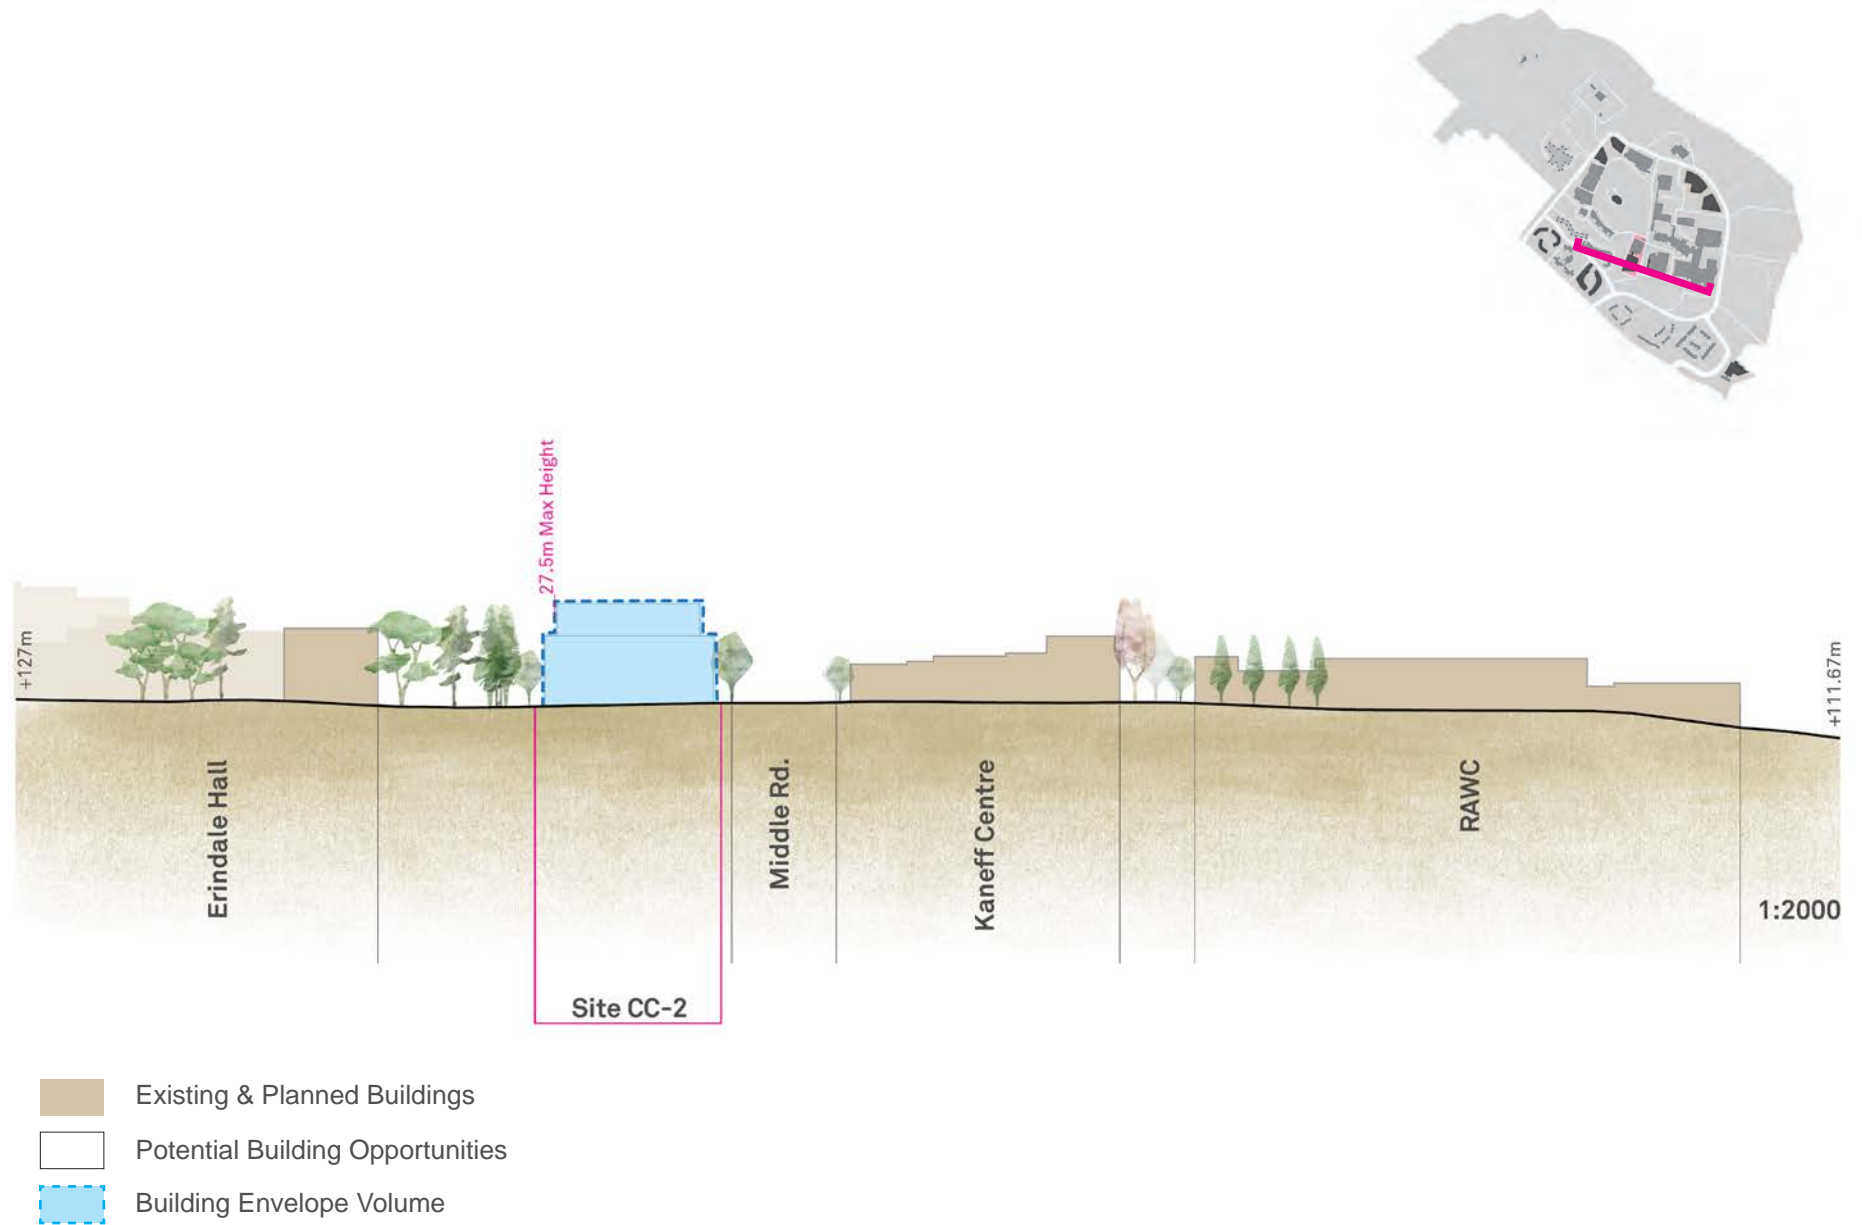 27.5m Max Height
+127m
+111.67m
Erindale Hall
Middle Rd.
Kaneff Centre
RAWC
1:2000
Site CC-2
Existing & Planned Buildings
Potential Building Opportunities
Building Envelope Volume